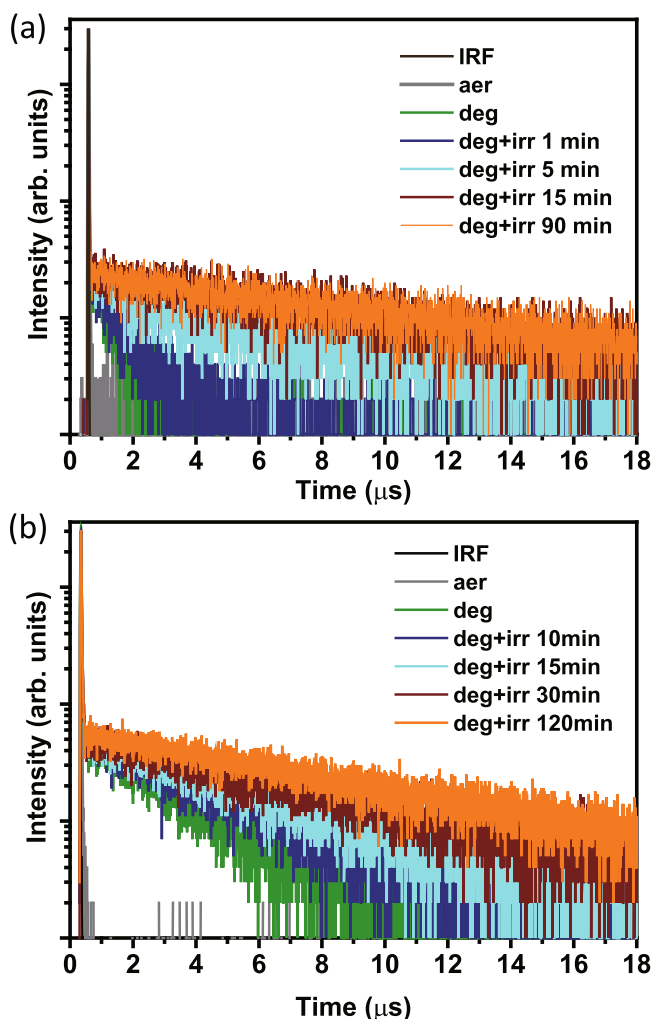 (a)
IRF
aer
deg
deg+irr 1 min
deg+irr 5 min
deg+irr 15 min
deg+irr 90 min
Intensity (arb. units)
0 2 4 6 8 10 12 14 16 18
Time (μs)
(b)
IRF
aer
deg
deg+irr 10min
deg+irr 15min
deg+irr 30min
deg+irr 120min
Intensity (arb. units)
0 2 4 6 8 10 12 14 16 18
Time (μs)